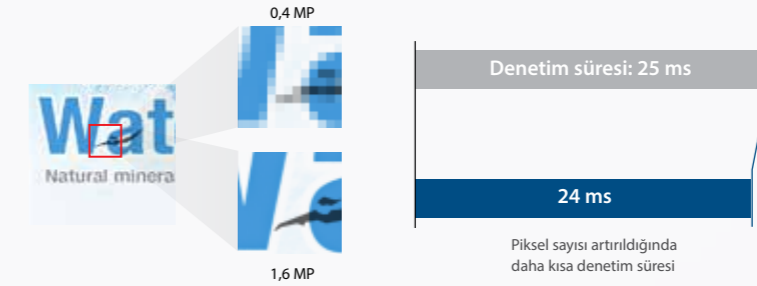 0,4 MP
Denetim süresi: 25 ms
Wat
Natural minera
24 ms
Piksel sayısı artırıldığında
daha kısa denetim süresi
1,6 MP